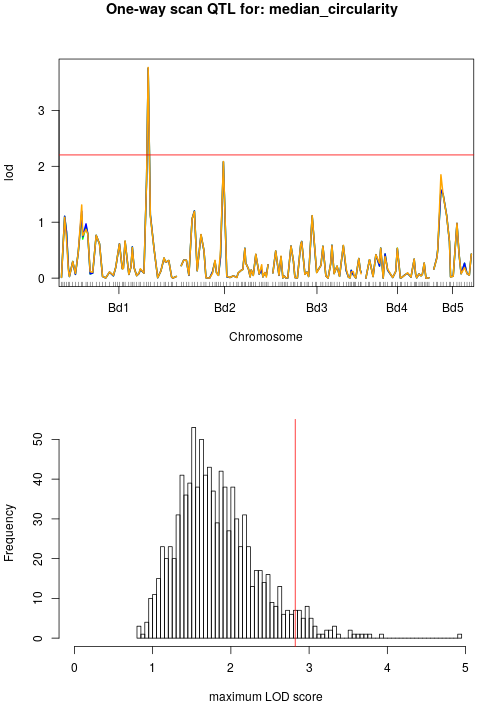 One-way scan QTL for: median_circularity
lod
3
2
1
0
Bd1 Bd2 Bd3 Bd4 Bd5
Chromosome
Frequency
50
40
30
20
10
0
0 1 2 3 4 5
maximum LOD score